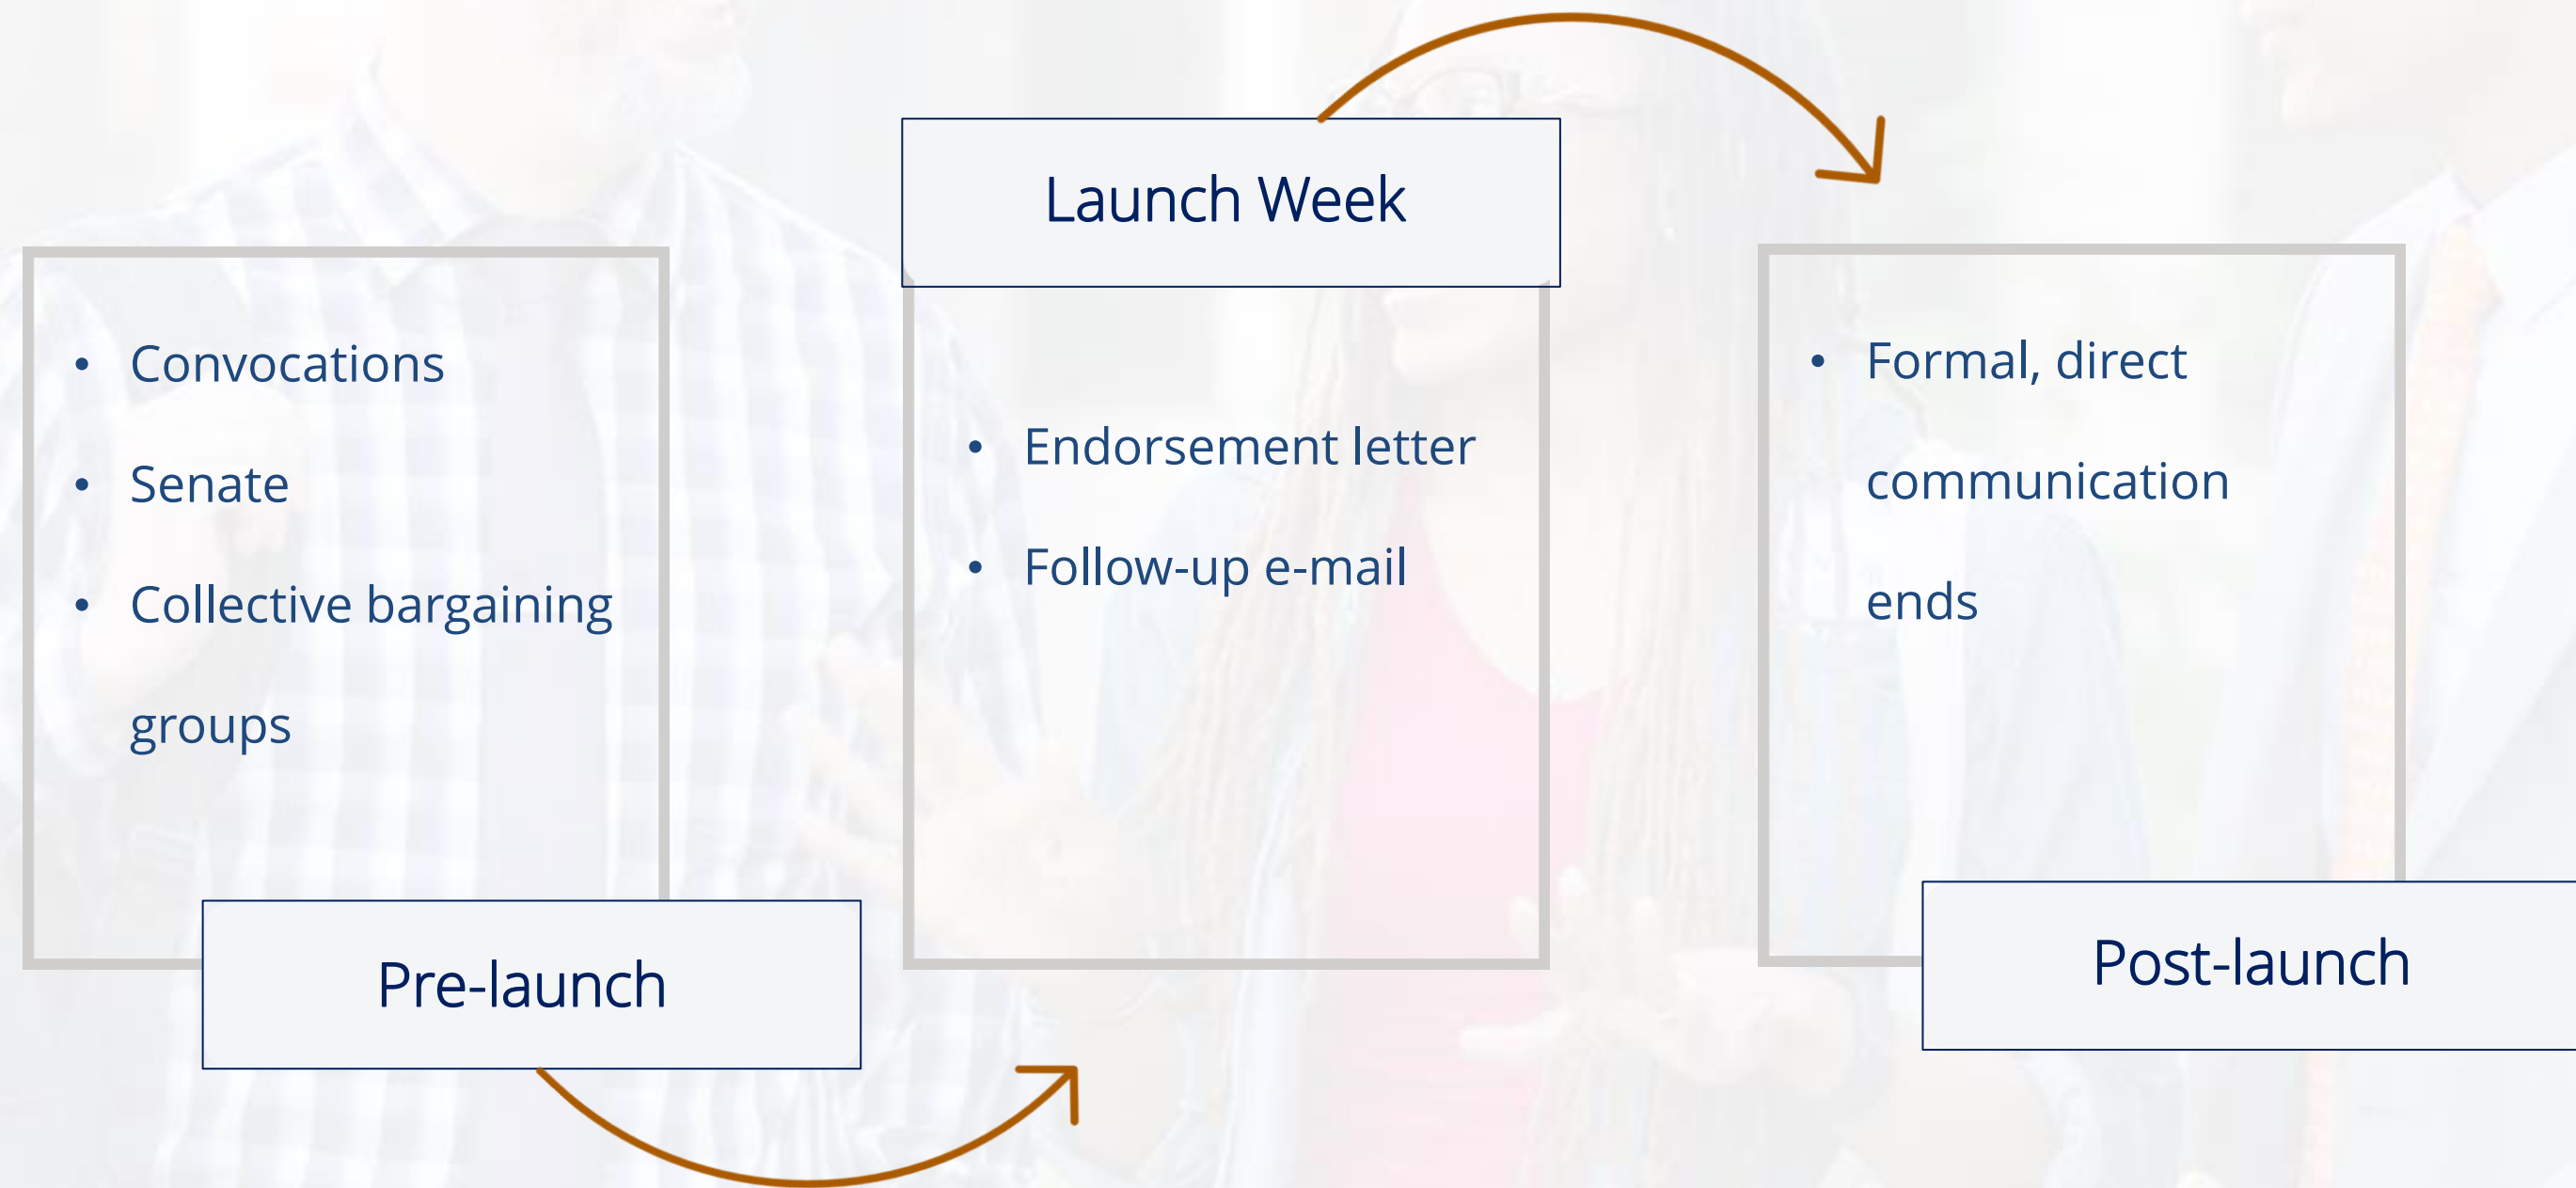 • Convocations
• Senate
• Collective bargaining
groups
Pre-launch
Launch Week
• Endorsement letter
• Follow-up e-mail
• Formal, direct
communication
ends
Post-launch